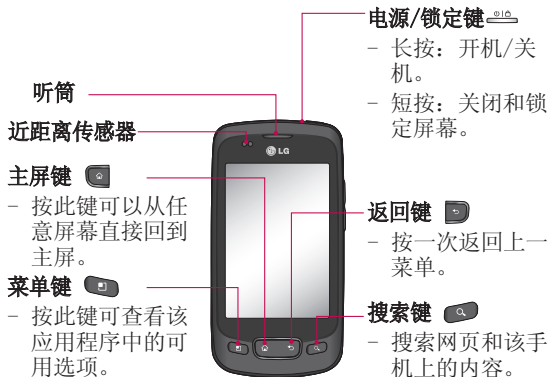 听筒
近距离传感器
主屏键
- 按此键可以从任
意屏幕直接回到
主屏。
菜单键
- 按此键可查看该
应用程序中的可
用选项。
LG
电源/锁定键
- 长按：开机/关
机。
- 短按：关闭和锁
定屏幕。
返回键
- 按一次返回上一
菜单。
搜索键
- 搜索网页和该手
机上的内容。